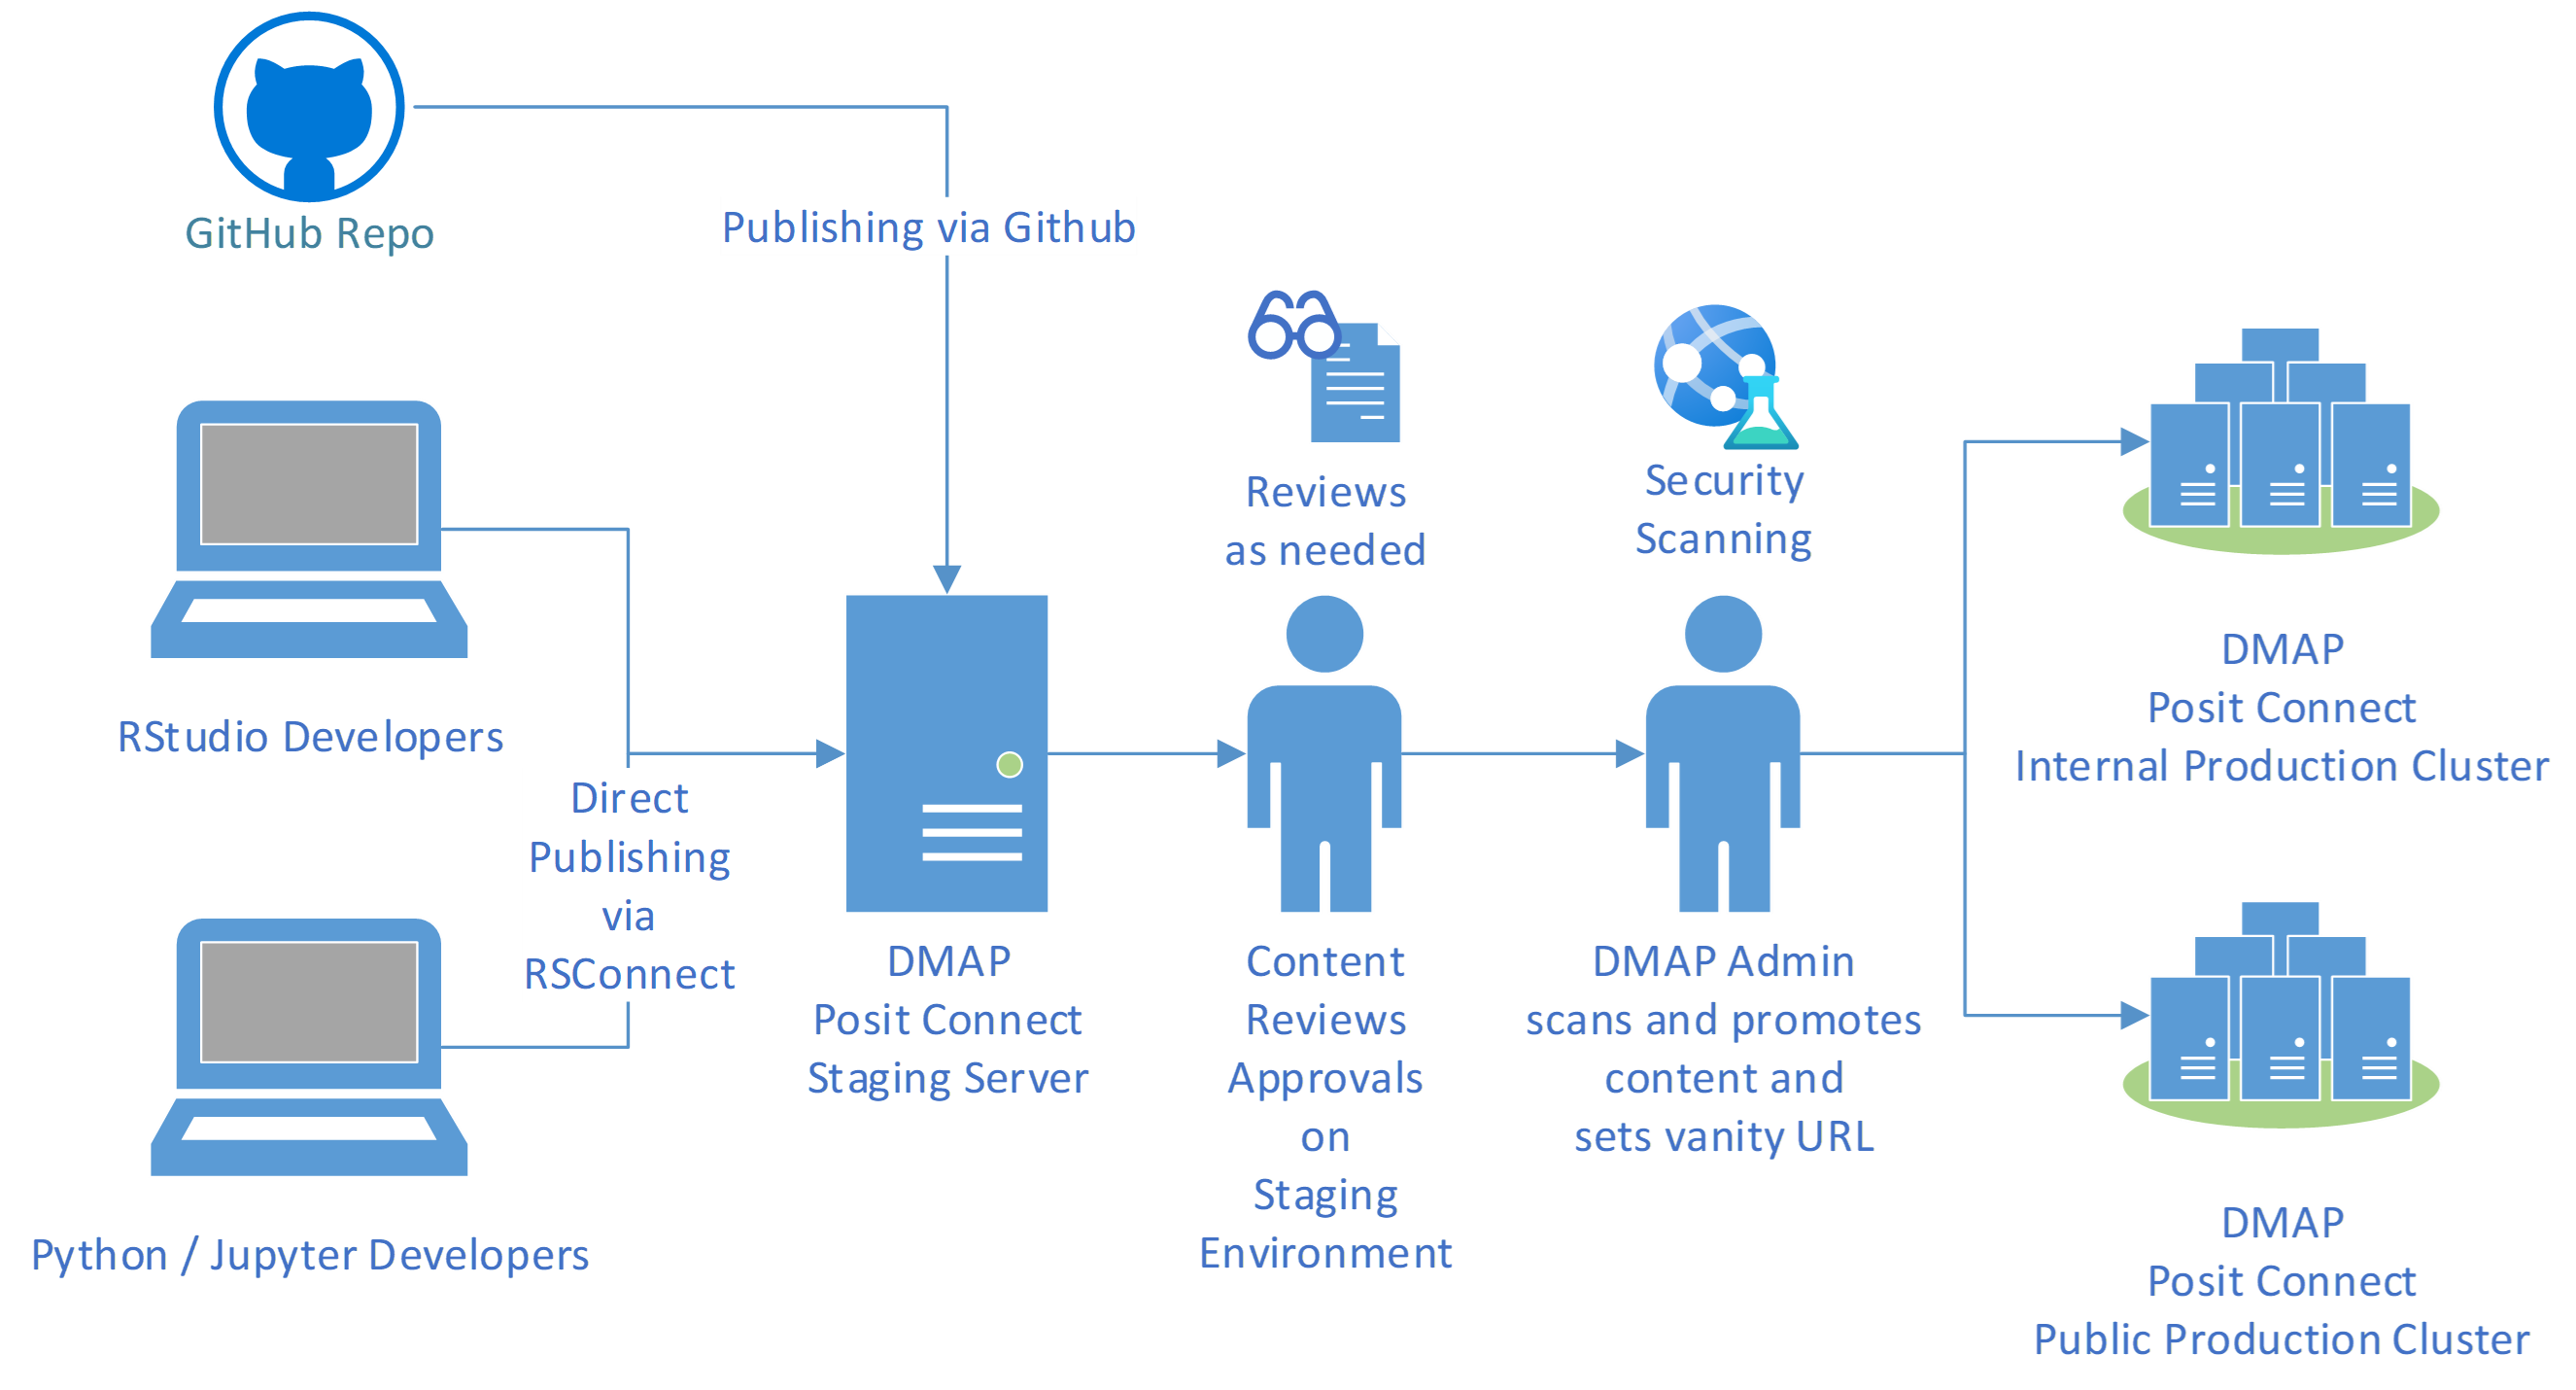 GitHub Repo
Publishing via Github
RStudio Developers
Direct
Publishing
via
RSConnect
Python / Jupyter Developers
DMAP
Posit Connect
Staging Server
Reviews
as needed
Content
Reviews
Approvals
on
Staging
Environment
Security
Scanning
DMAP Admin
scans and promotes
content and
sets vanity URL
DMAP
Posit Connect
Internal Production Cluster
DMAP
Posit Connect
Public Production Cluster